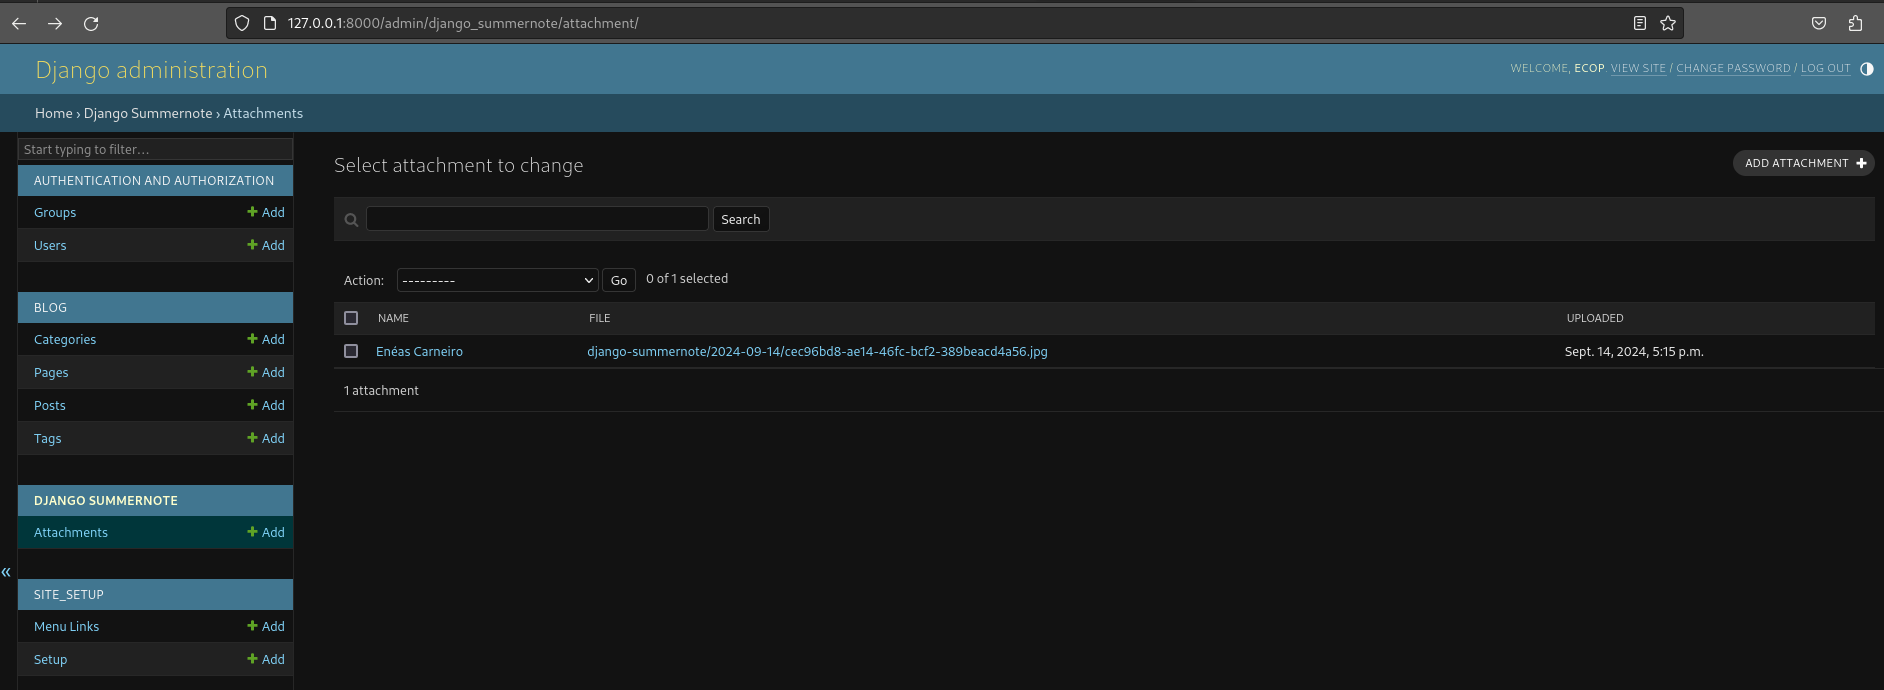 127.0.0.1:8000/admin/django_summernote/attachment/
Django administration
WELCOME, ECOP. VIEW SITE / CHANGE PASSWORD / LOG OUT
Home › Django Summernote › Attachments
Start typing to filter…
AUTHENTICATION AND AUTHORIZATION
Groups + Add
Users + Add
BLOG
Categories + Add
Pages + Add
Posts + Add
Tags + Add
DJANGO SUMMERNOTE
Attachments + Add
«
SITE_SETUP
Menu Links + Add
Setup + Add
Select attachment to change
ADD ATTACHMENT +
Search
Action: --------- Go 0 of 1 selected
NAME FILE UPLOADED
Enéas Carneiro django-summernote/2024-09-14/cec96bd8-ae14-46fc-bcf2-389beacd4a56.jpg Sept. 14, 2024, 5:15 p.m.
1 attachment